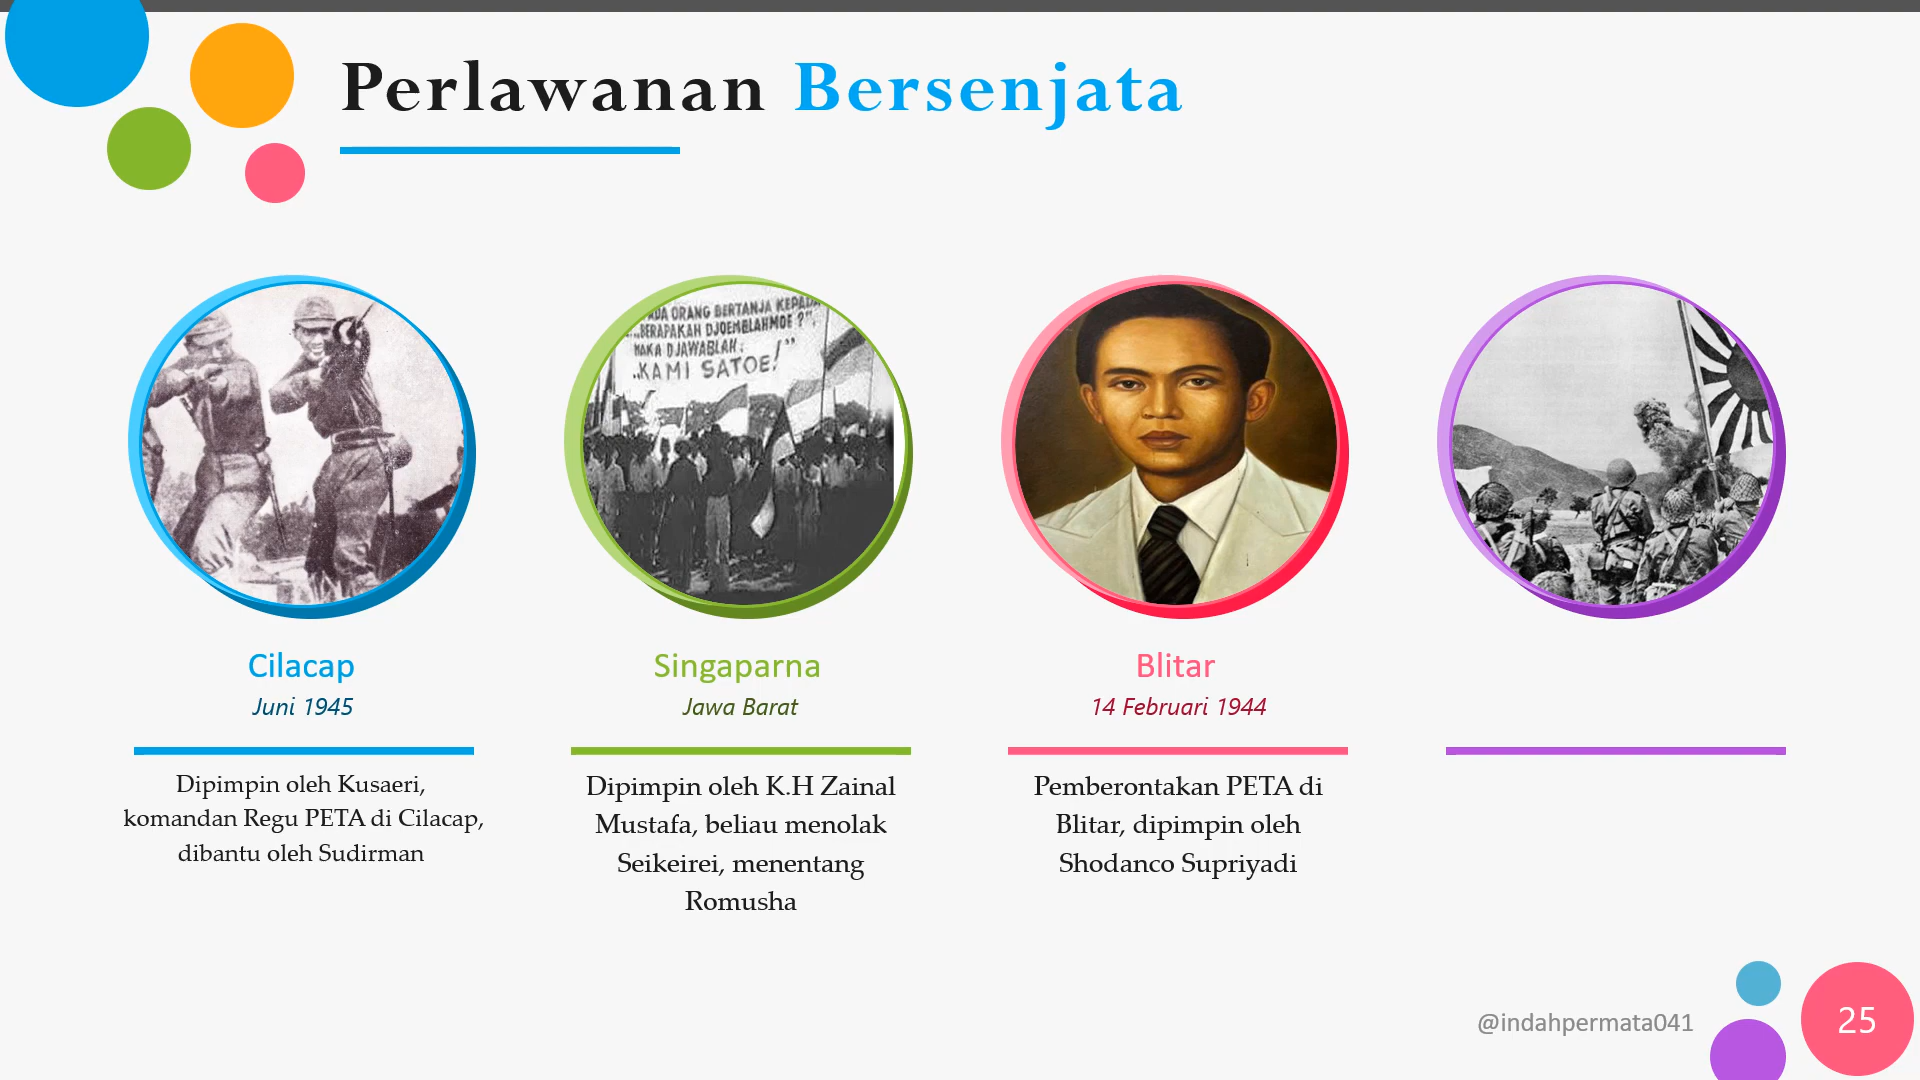 Perlawanan Bersenjata
PADA ORANG BERTANJA KEPADA
"..BERAPAKAH DJOEMELAHMOE ?".
MAKA DJAWABLAH :
„KAMI SATOE!”
Cilacap
Juni 1945
Dipimpin oleh Kusaeri,
komandan Regu PETA di Cilacap,
dibantu oleh Sudirman
Singaparna
Jawa Barat
Dipimpin oleh K.H Zainal
Mustafa, beliau menolak
Seikeirei, menentang
Romusha
Blitar
14 Februari 1944
Pemberontakan PETA di
Blitar, dipimpin oleh
Shodanco Supriyadi
@indahpermata041
25